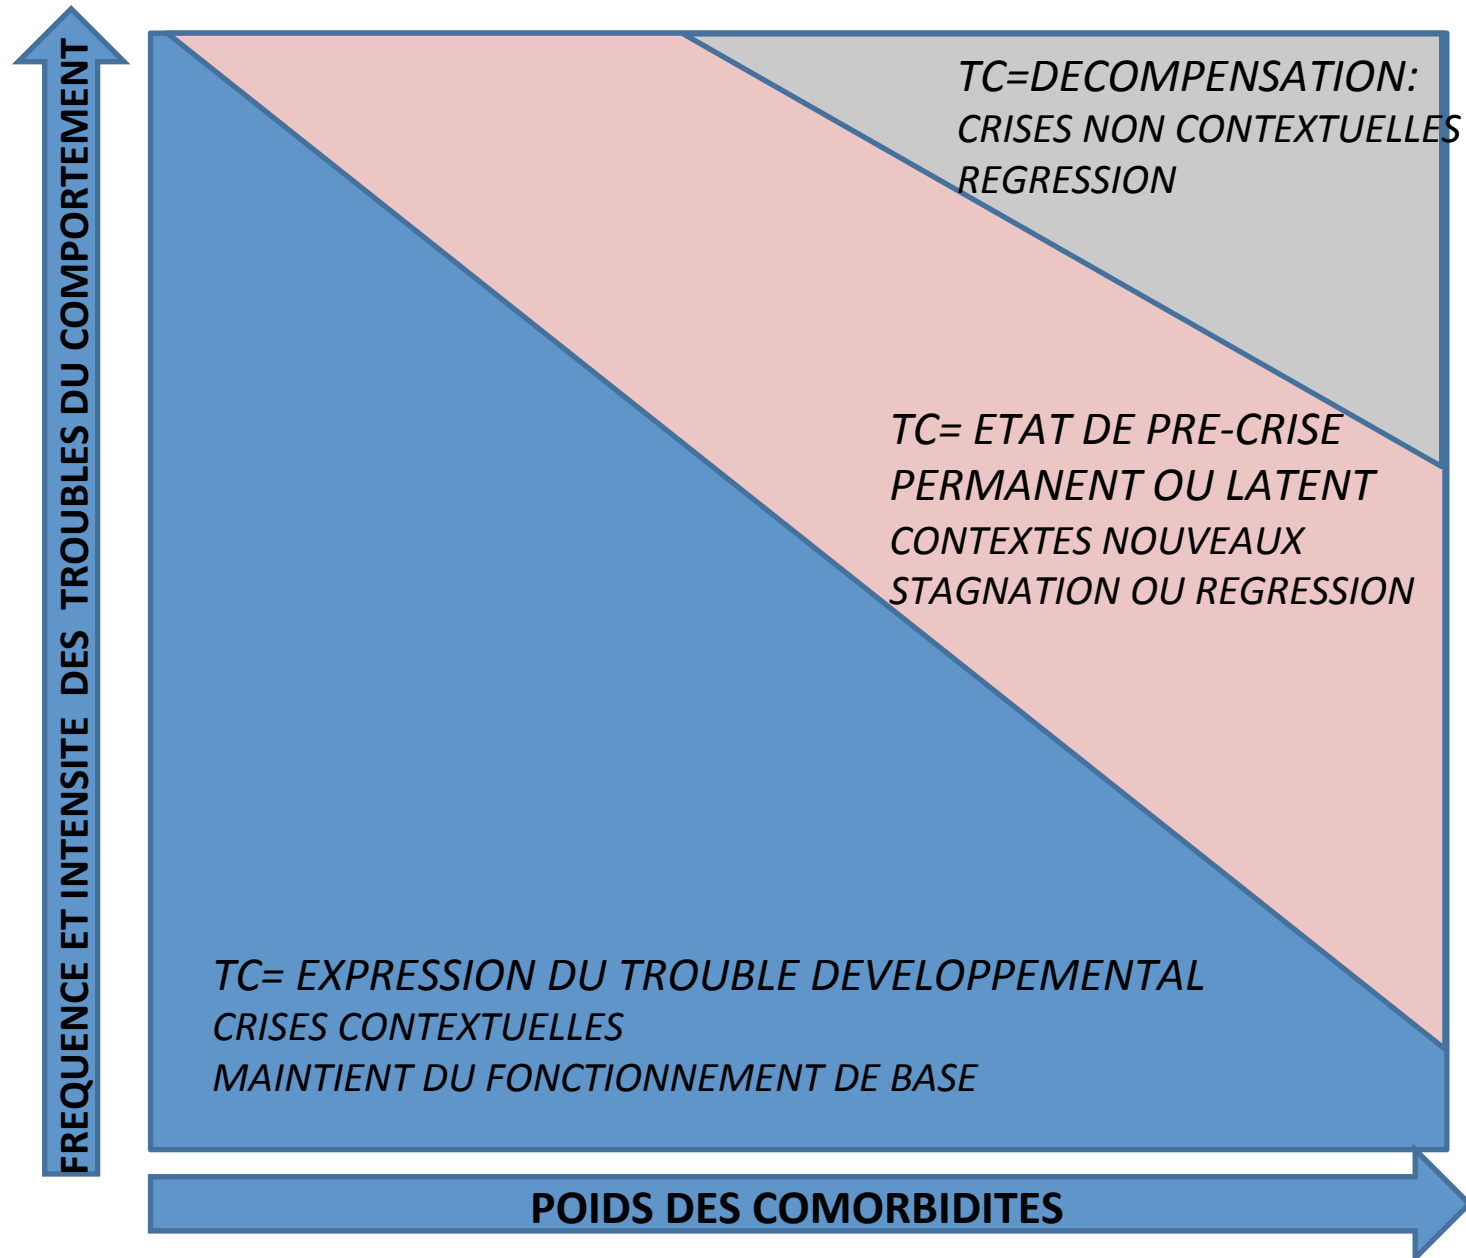 FREQUENCE ET INTENSITE DES TROUBLES DU COMPORTEMENT
TC=DECOMPENSATION:
CRISES NON CONTEXTUELLES
REGRESSION
TC= ETAT DE PRE-CRISE
PERMANENT OU LATENT
CONTEXTES NOUVEAUX
STAGNATION OU REGRESSION
TC= EXPRESSION DU TROUBLE DEVELOPPEMENTAL
CRISES CONTEXTUELLES
MAINTIENT DU FONCTIONNEMENT DE BASE
POIDS DES COMORBIDITES